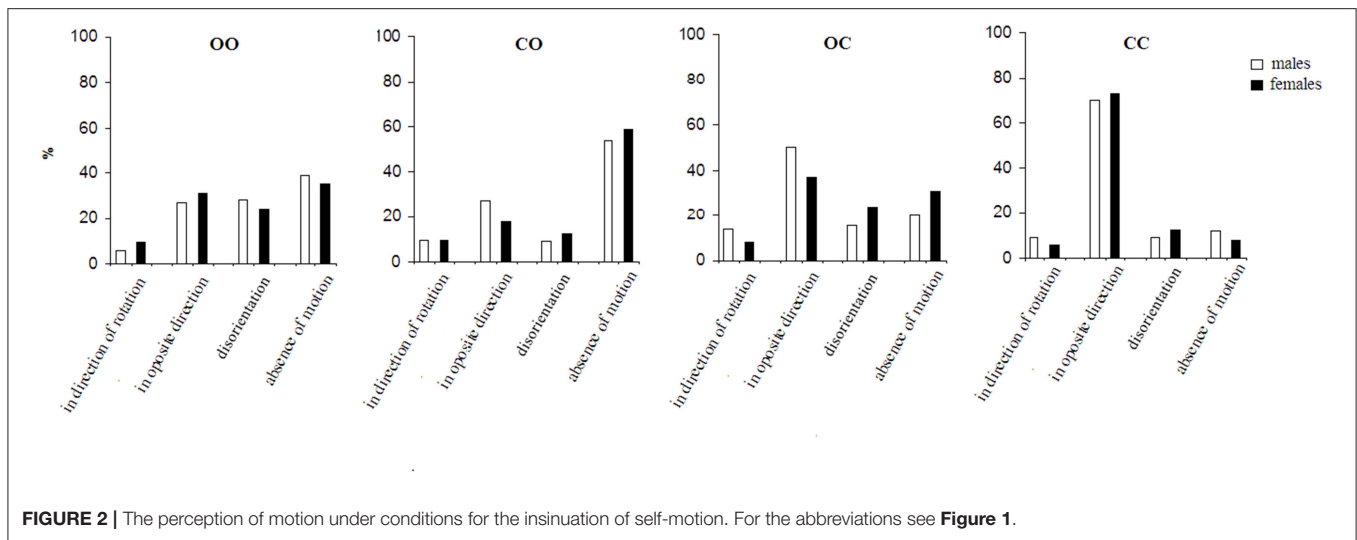 OO
100
80
60
40
20
0
%
in direction of rotation
in oposite direction
disorientation
absence of motion
CO
100
80
60
40
20
0
in direction of rotation
in oposite direction
disorientation
absence of motion
OC
100
80
60
40
20
0
in direction of rotation
in oposite direction
disorientation
absence of motion
CC
100
80
60
40
20
0
in direction of rotation
in oposite direction
disorientation
absence of motion
males
females
FIGURE 2 | The perception of motion under conditions for the insinuation of self-motion. For the abbreviations see Figure 1.